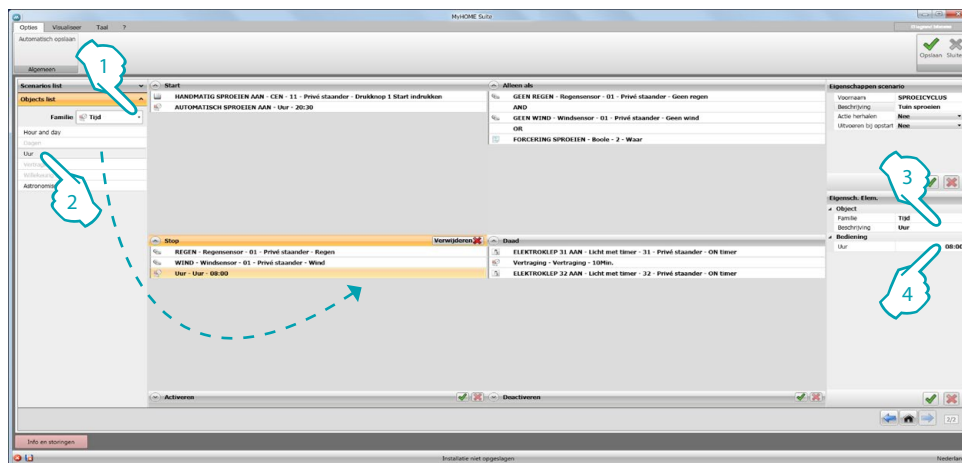 MyHOME Suite
Opties Visualiseer Taal ?
Automatisch opslaan
Opslaan Sluite
Algemeen
1
Scenarios list
Objects list
Familie Tijd
Hour and day
Dagen
Uur
Astronomis
2
Start
HANDMATIG SPROEIEN AAN - CEN - 11 - Privé staander - Drukknop 1 Start indrukken
AUTOMATISCH SPROEIEN AAN - Uur - 20:30
Alleen als
GEEN REGEN - Regensensor - 01 - Privé staander - Geen regen
AND
GEEN WIND - Windsensor - 01 - Privé staander - Geen wind
OR
FORCERING SPROEIEN - Boole - 2 - Waar
Stop Verwijderen
REGEN - Regensensor - 01 - Privé staander - Regen
WIND - Windsensor - 01 - Privé staander - Wind
Uur - Uur - 08:00
Daad
ELEKTROKLEP 31 AAN - Licht met timer - 31 - Privé staander - ON timer
Vertraging - Vertraging - 10Min.
ELEKTROKLEP 32 AAN - Licht met timer - 32 - Privé staander - ON timer
Activeren
Deactiveren
Eigenschappen scenario
Voornaam SPROEICYCLUS
Beschrijving Tuin sproeien
Actie herhalen Nee
Uitvoeren bij opstart Nee
3
Eigensch. Elem.
Object
Familie Tijd
Beschrijving Uur
Bediening
Uur 08:00
4
2/2
Info en storingen
Installatie niet opgeslagen
Nederlan